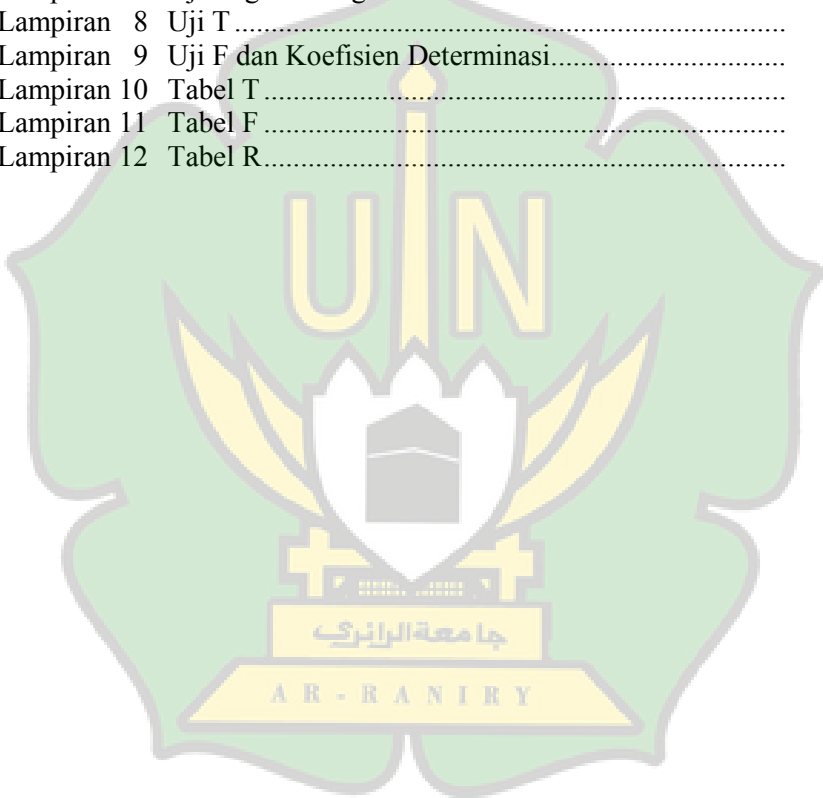 Lampiran 8 Uji T ........................................................................
Lampiran 9 Uji F dan Koefisien Determinasi................................
Lampiran 10 Tabel T ....................................................................
Lampiran 11 Tabel F ....................................................................
Lampiran 12 Tabel R.....................................................................
UIN
جامعة الرانري
AR-RANIRY